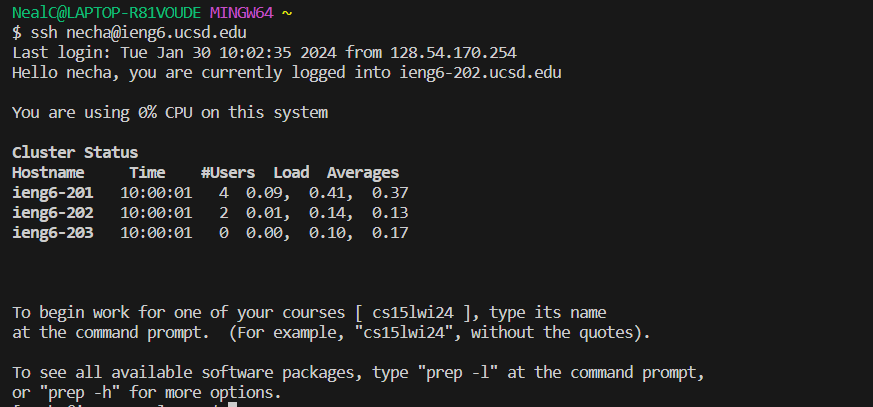 NealC@LAPTOP-R81VOUDE MINGW64 ~
$ ssh necha@ieng6.ucsd.edu
Last login: Tue Jan 30 10:02:35 2024 from 128.54.170.254
Hello necha, you are currently logged into ieng6-202.ucsd.edu
You are using 0% CPU on this system
Cluster Status
Hostname     Time    #Users  Load  Averages
ieng6-201   10:00:01   4  0.09,  0.41,  0.37
ieng6-202   10:00:01   2  0.01,  0.14,  0.13
ieng6-203   10:00:01   0  0.00,  0.10,  0.17
To begin work for one of your courses [ cs15lwi24 ], type its name
at the command prompt.  (For example, "cs15lwi24", without the quotes).
To see all available software packages, type "prep -l" at the command prompt,
or "prep -h" for more options.